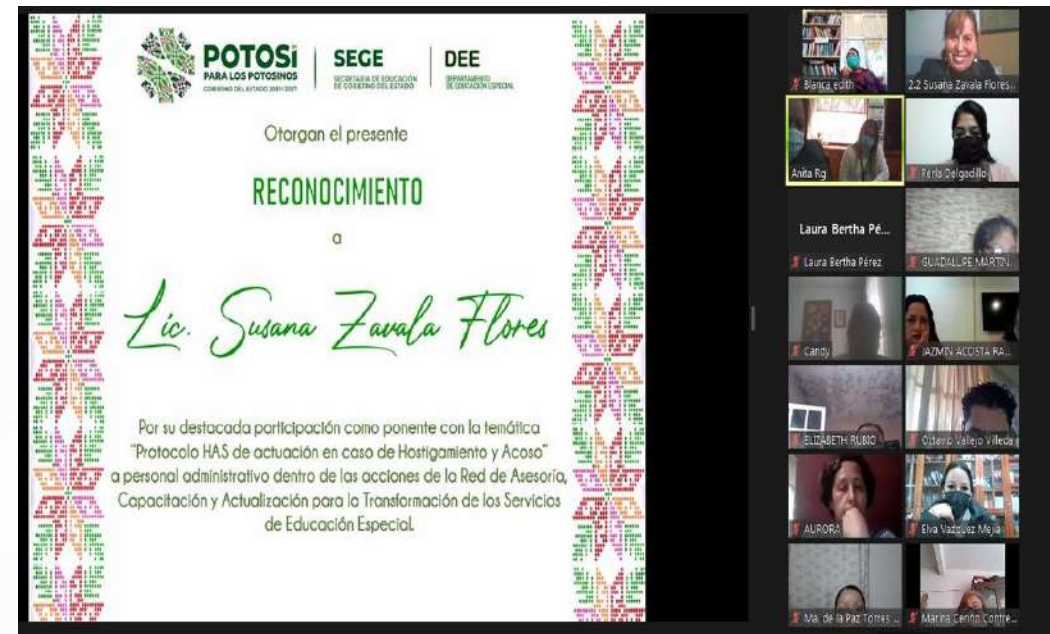 POTOSÍ
PARA LOS POTOSINOS
GOBIERNO DEL ESTADO 2021-2027
SEGE
SECRETARÍA DE EDUCACIÓN
DE GOBIERNO DEL ESTADO
DEE
DEPARTAMENTO
DE EDUCACIÓN ESPECIAL
Otorgan el presente
RECONOCIMIENTO
a
Lic. Susana Zavala Flores
Por su destacada participación como ponente con la temática
"Protocolo HAS de actuación en caso de Hostigamiento y Acoso"
a personal administrativo dentro de las acciones de la Red de Asesoría,
Capacitación y Actualización para la Transformación de los Servicios
de Educación Especial.
Blanca edith
2.2 Susana Zavala Flores...
Anita Rg
Perla Delgadillo
Laura Bertha Pé...
Laura Bertha Pérez
GUADALUPE MARTIN...
Candy
JAZMIN ACOSTA RA...
ELIZABETH RUBIO
Octavio Vallejo Villeda
AURORA
Elva Vazquez Mejia
Ma. de la Paz Torres ...
Marina Cerino Contre...